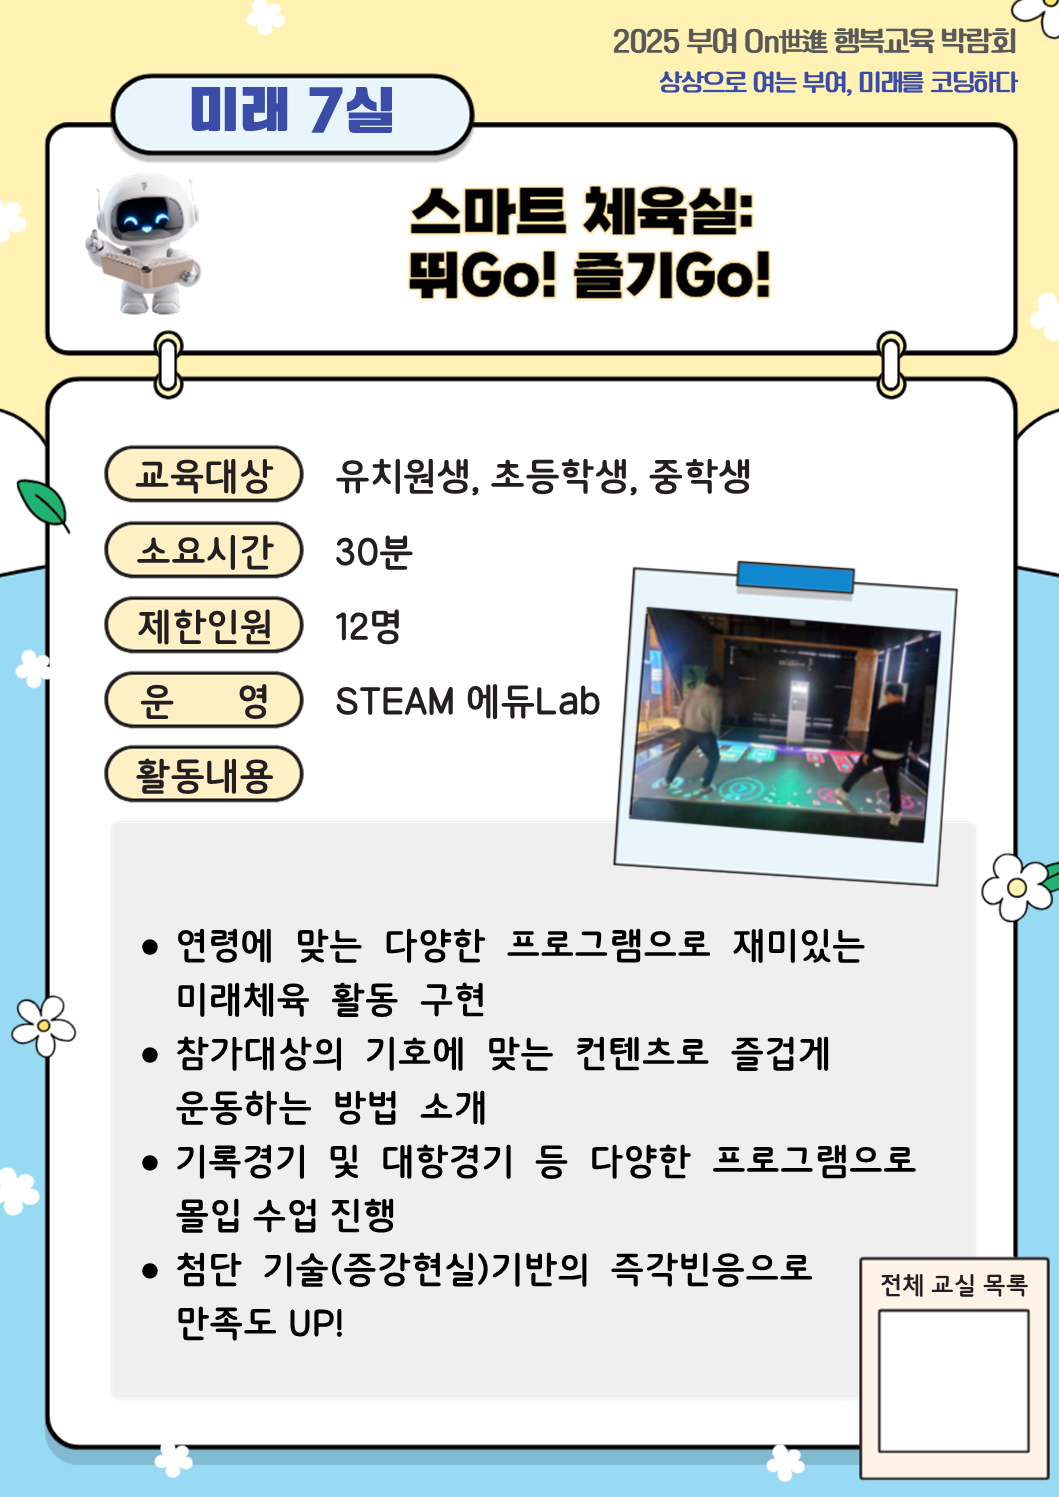 2025 부여 On世進 행복교육 박람회
상상으로 여는 부여, 미래를 코딩하다
미래 7실
스마트 체육실:
뛰Go! 즐기Go!
교육대상 유치원생, 초등학생, 중학생
소요시간 30분
제한인원 12명
운 영 STEAM 에듀Lab
활동내용
• 연령에 맞는 다양한 프로그램으로 재미있는
미래체육 활동 구현
• 참가대상의 기호에 맞는 컨텐츠로 즐겁게
운동하는 방법 소개
• 기록경기 및 대항경기 등 다양한 프로그램으로
몰입 수업 진행
• 첨단 기술(증강현실)기반의 즉각빈응으로
만족도 UP!
전체 교실 목록